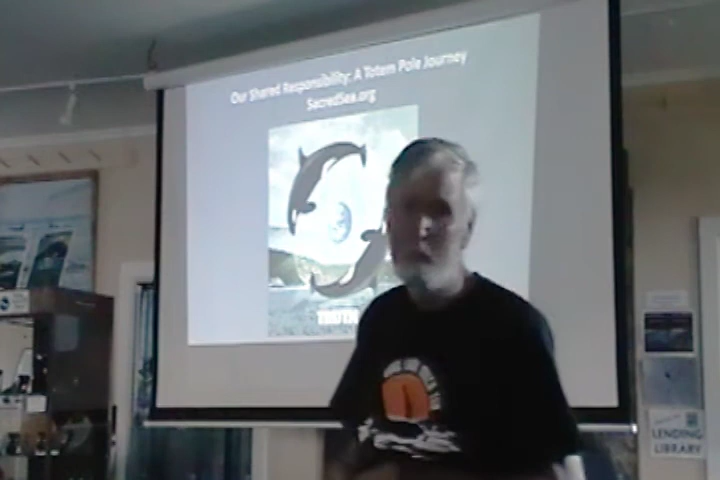 Our Shared Responsibility: A Totem Pole Journey
SacredSea.org
LENDING
LIBRARY